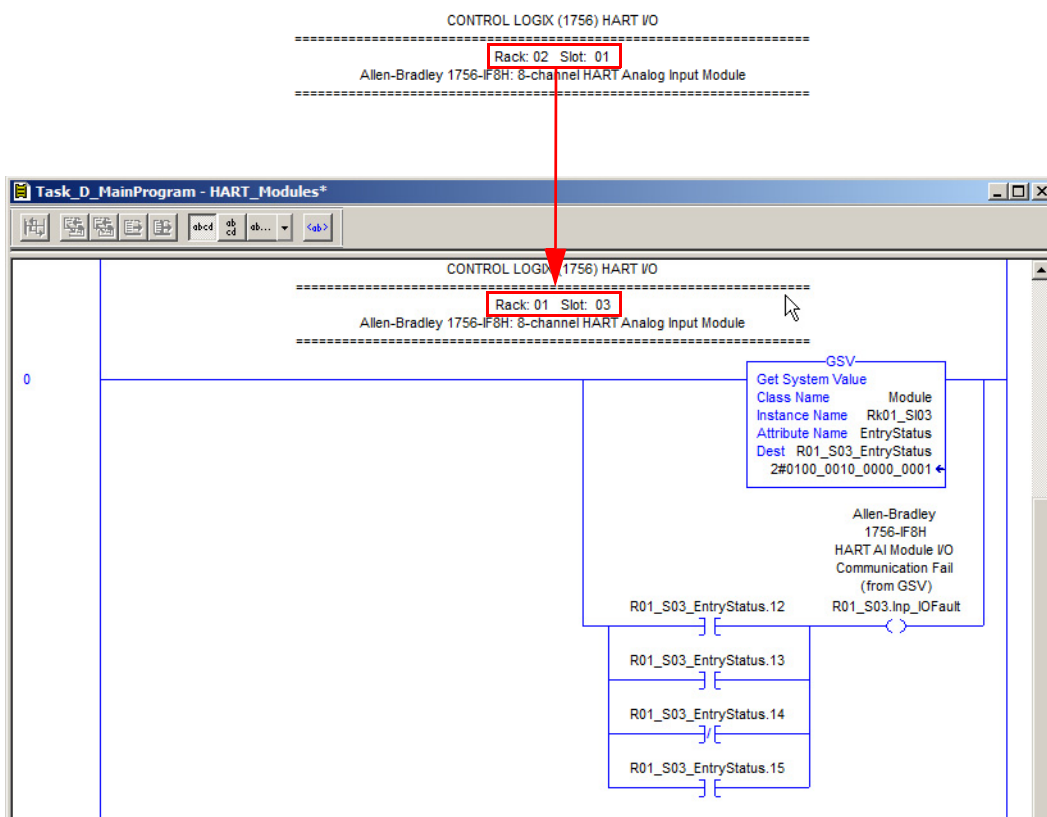 CONTROL LOGIX (1756) HART I/O
==================================================================
Rack: 02 Slot: 01
Allen-Bradley 1756-IF8H: 8-channel HART Analog Input Module
==================================================================
Task_D_MainProgram - HART_Modules*
abcd
ab
cd
ab...
<ab>
CONTROL LOGIX (1756) HART I/O
==================================================================
Rack: 01 Slot: 03
Allen-Bradley 1756-IF8H: 8-channel HART Analog Input Module
==================================================================
0
GSV
Get System Value
Class Name Module
Instance Name Rk01_Sl03
Attribute Name EntryStatus
Dest R01_S03_EntryStatus
2#0100_0010_0000_0001
Allen-Bradley
1756-IF8H
HART AI Module I/O
Communication Fail
(from GSV)
R01_S03_EntryStatus.12 R01_S03.Inp_IOFault
R01_S03_EntryStatus.13
R01_S03_EntryStatus.14
R01_S03_EntryStatus.15